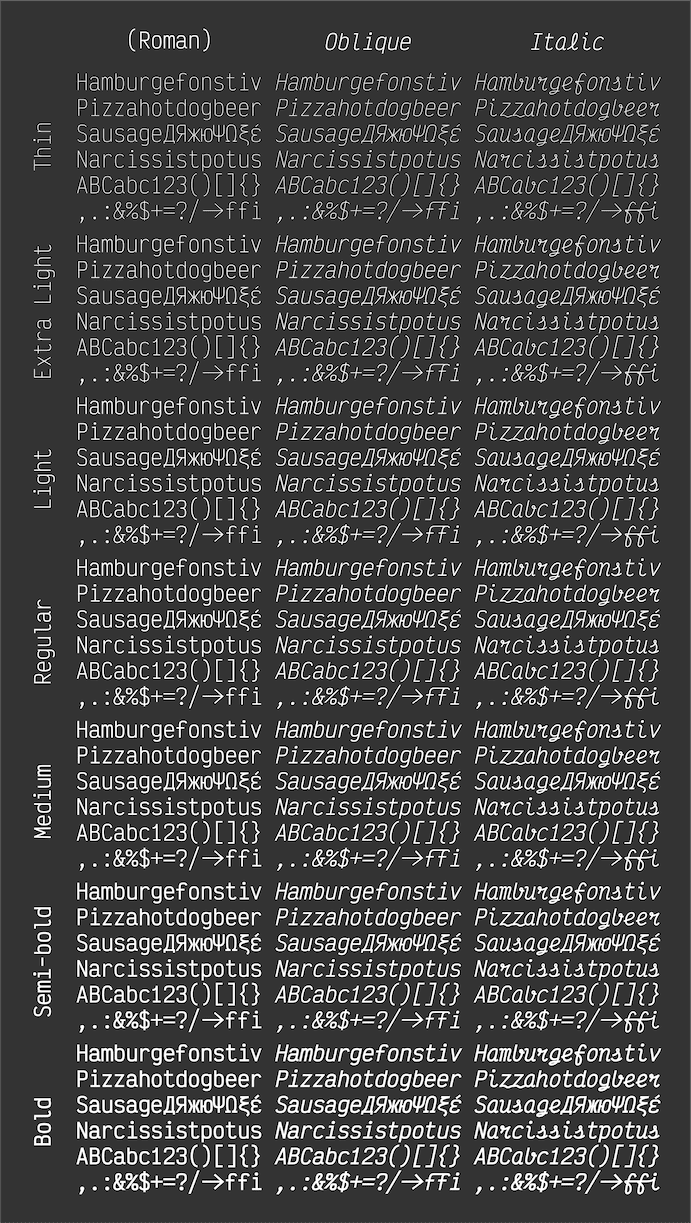 (Roman) Oblique Italic
Thin
Hamburgefonstiv Hamburgefonstiv Hamburgefonstiv
Pizzahotdogbeer Pizzahotdogbeer Pizzahotdogbeer
SausageДЯжюΨΩξέ SausageДЯжюΨΩξέ SausageДЯжюΨΩξέ
Narcissistpotus Narcissistpotus Narcissistpotus
ABCabc123()[]{} ABCabc123()[]{} ABCabc123()[]{}
,.:&%$+=?/→ffi ,.:&%$+=?/→ffi ,.:&%$+=?/→ffi
Extra Light
Hamburgefonstiv Hamburgefonstiv Hamburgefonstiv
Pizzahotdogbeer Pizzahotdogbeer Pizzahotdogbeer
SausageДЯжюΨΩξέ SausageДЯжюΨΩξέ SausageДЯжюΨΩξέ
Narcissistpotus Narcissistpotus Narcissistpotus
ABCabc123()[]{} ABCabc123()[]{} ABCabc123()[]{}
,.:&%$+=?/→ffi ,.:&%$+=?/→ffi ,.:&%$+=?/→ffi
Light
Hamburgefonstiv Hamburgefonstiv Hamburgefonstiv
Pizzahotdogbeer Pizzahotdogbeer Pizzahotdogbeer
SausageДЯжюΨΩξέ SausageДЯжюΨΩξέ SausageДЯжюΨΩξέ
Narcissistpotus Narcissistpotus Narcissistpotus
ABCabc123()[]{} ABCabc123()[]{} ABCabc123()[]{}
,.:&%$+=?/→ffi ,.:&%$+=?/→ffi ,.:&%$+=?/→ffi
Regular
Hamburgefonstiv Hamburgefonstiv Hamburgefonstiv
Pizzahotdogbeer Pizzahotdogbeer Pizzahotdogbeer
SausageДЯжюΨΩξέ SausageДЯжюΨΩξέ SausageДЯжюΨΩξέ
Narcissistpotus Narcissistpotus Narcissistpotus
ABCabc123()[]{} ABCabc123()[]{} ABCabc123()[]{}
,.:&%$+=?/→ffi ,.:&%$+=?/→ffi ,.:&%$+=?/→ffi
Medium
Hamburgefonstiv Hamburgefonstiv Hamburgefonstiv
Pizzahotdogbeer Pizzahotdogbeer Pizzahotdogbeer
SausageДЯжюΨΩξέ SausageДЯжюΨΩξέ SausageДЯжюΨΩξέ
Narcissistpotus Narcissistpotus Narcissistpotus
ABCabc123()[]{} ABCabc123()[]{} ABCabc123()[]{}
,.:&%$+=?/→ffi ,.:&%$+=?/→ffi ,.:&%$+=?/→ffi
Semi-bold
Hamburgefonstiv Hamburgefonstiv Hamburgefonstiv
Pizzahotdogbeer Pizzahotdogbeer Pizzahotdogbeer
SausageДЯжюΨΩξέ SausageДЯжюΨΩξέ SausageДЯжюΨΩξέ
Narcissistpotus Narcissistpotus Narcissistpotus
ABCabc123()[]{} ABCabc123()[]{} ABCabc123()[]{}
,.:&%$+=?/→ffi ,.:&%$+=?/→ffi ,.:&%$+=?/→ffi
Bold
Hamburgefonstiv Hamburgefonstiv Hamburgefonstiv
Pizzahotdogbeer Pizzahotdogbeer Pizzahotdogbeer
SausageДЯжюΨΩξέ SausageДЯжюΨΩξέ SausageДЯжюΨΩξέ
Narcissistpotus Narcissistpotus Narcissistpotus
ABCabc123()[]{} ABCabc123()[]{} ABCabc123()[]{}
,.:&%$+=?/→ffi ,.:&%$+=?/→ffi ,.:&%$+=?/→ffi